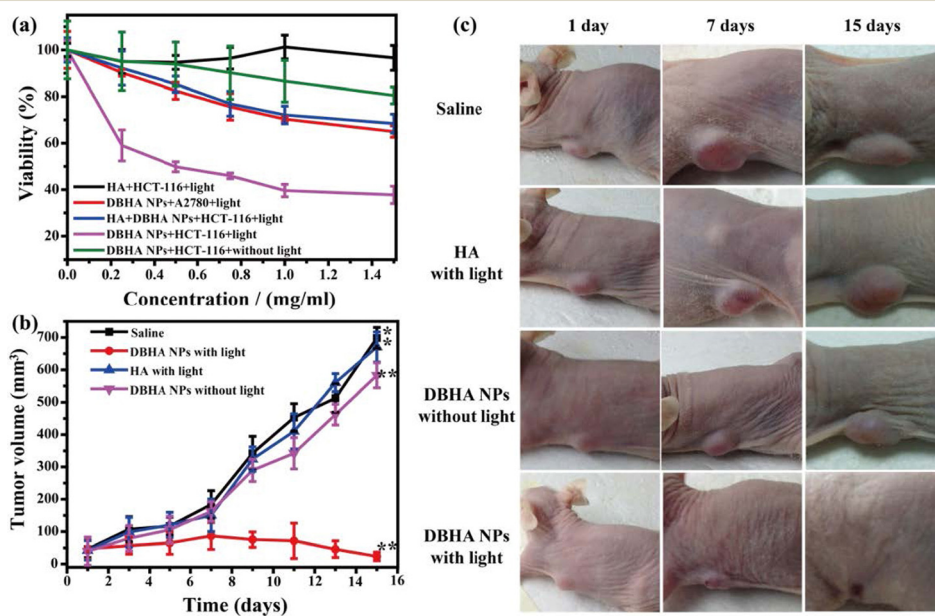 (a)
Viability (%)
100
80
60
40
20
HA+HCT-116+light
DBHA NPs+A2780+light
HA+DBHA NPs+HCT-116+light
DBHA NPs+HCT-116+light
DBHA NPs+HCT-116+without light
0.0 0.2 0.4 0.6 0.8 1.0 1.2 1.4
Concentration / (mg/ml)
(b)
Tumor volume (mm³)
700
600
500
400
300
200
100
0
Saline
DBHA NPs with light
HA with light
DBHA NPs without light
*
*
**
**
0 2 4 6 8 10 12 14 16
Time (days)
(c)
1 day 7 days 15 days
Saline
HA
with light
DBHA NPs
without light
DBHA NPs
with light